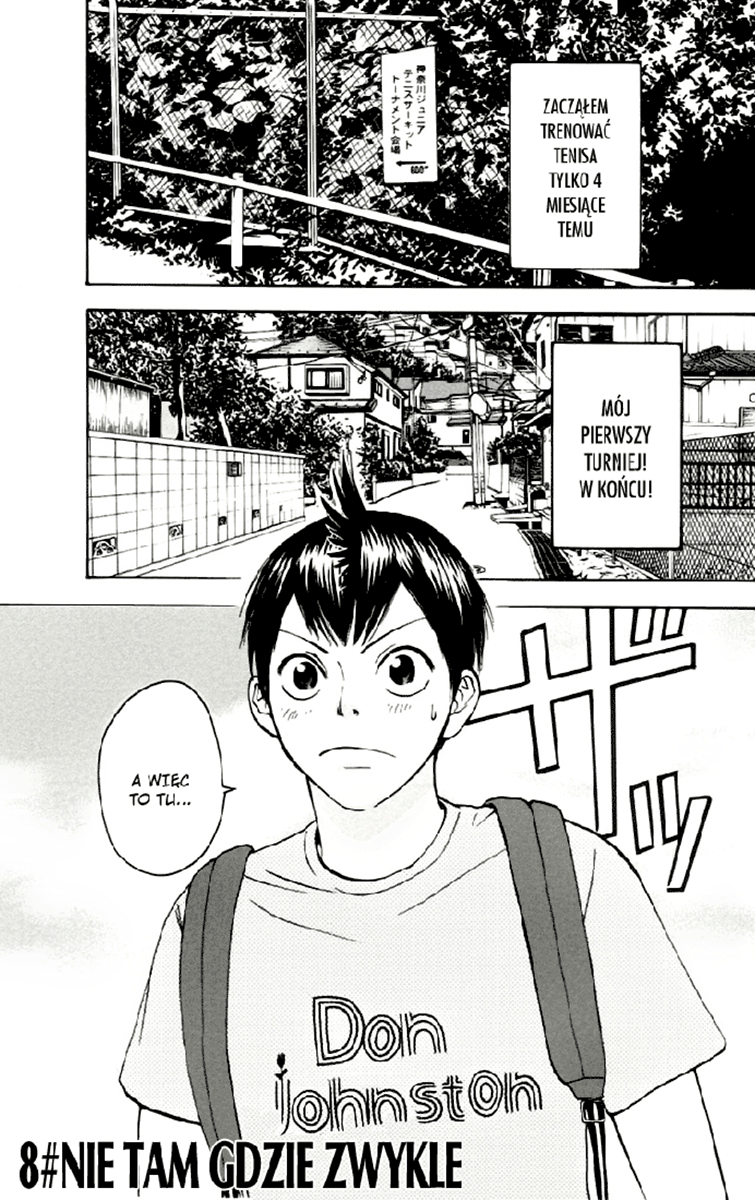 神奈川ジュニア
テニスサーキット
トーナメント会場
600m
ZACZĄŁEM
TRENOWAĆ
TENISA
TYLKO 4
MIESIĄCE
TEMU
MÓJ
PIERWSZY
TURNIEJ!
W KOŃCU!
A WIĘC
TO TU...
Don
johnston
8#NIE TAM GDZIE ZWYKLE